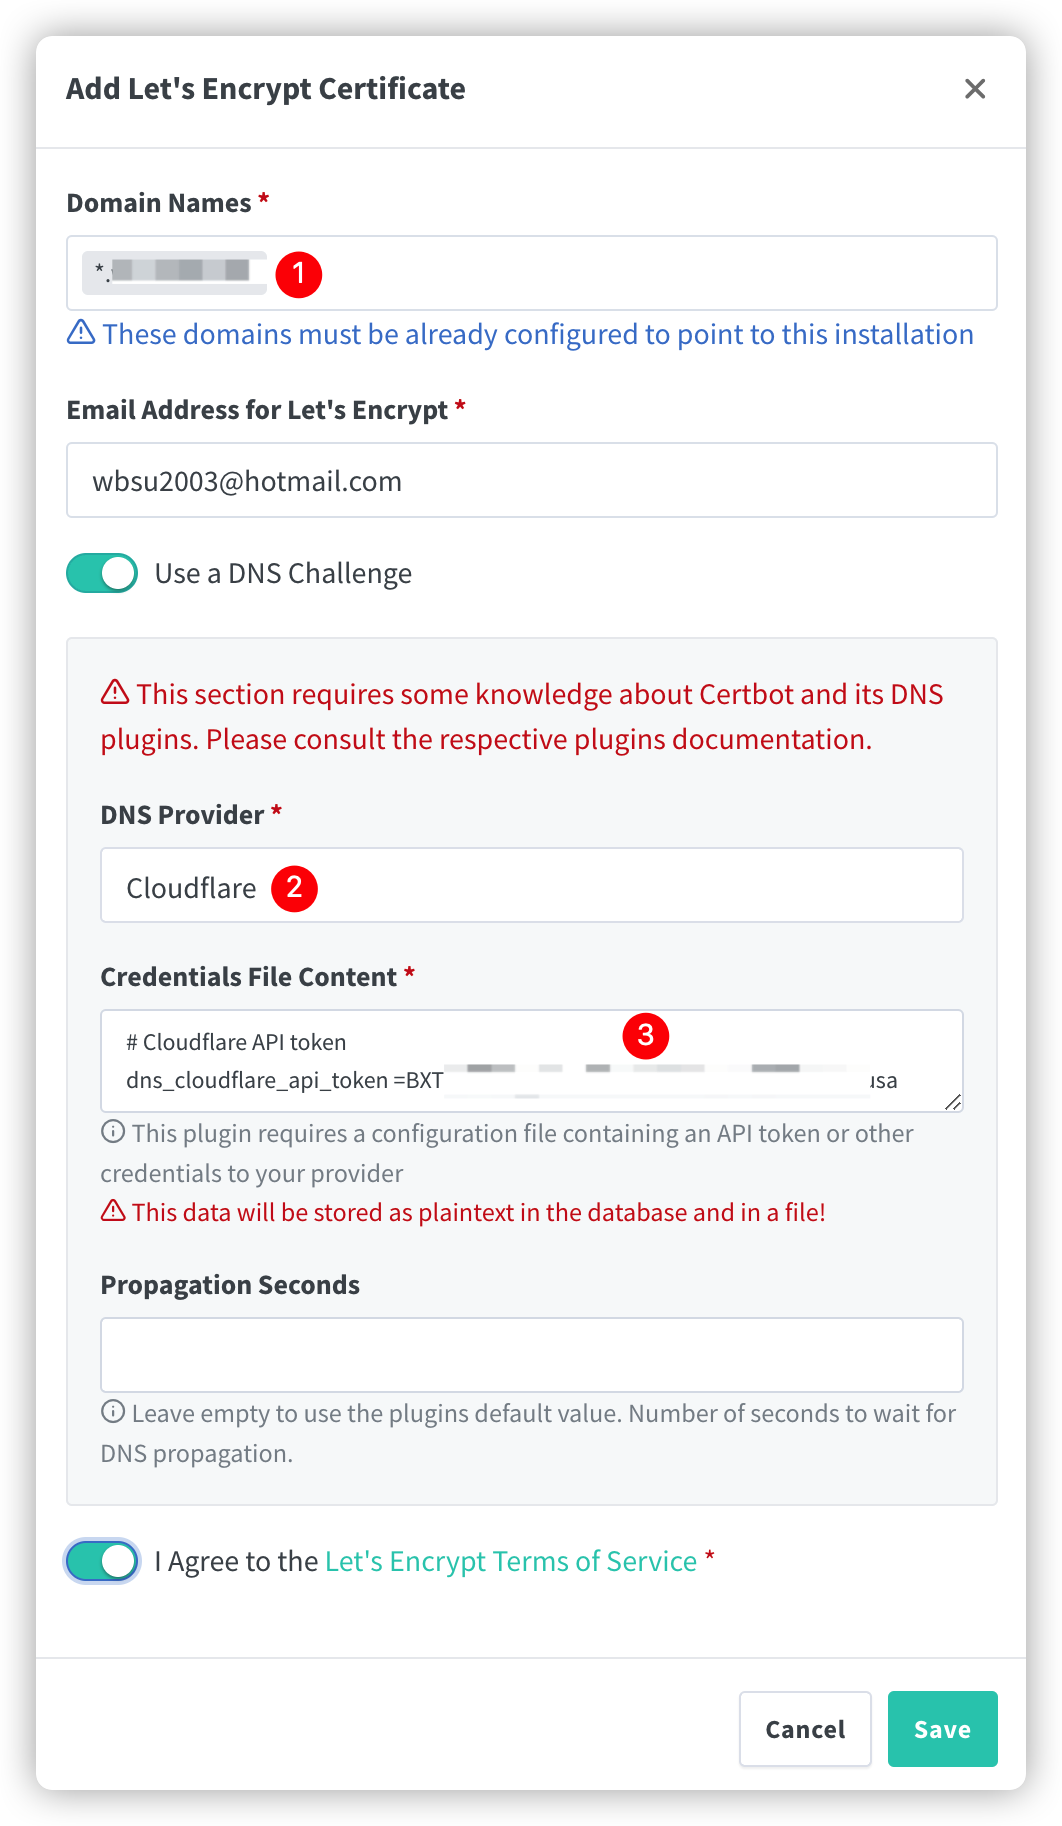 Add Let's Encrypt Certificate
Domain Names *
*. 1
These domains must be already configured to point to this installation
Email Address for Let's Encrypt *
wbsu2003@hotmail.com
Use a DNS Challenge
This section requires some knowledge about Certbot and its DNS
plugins. Please consult the respective plugins documentation.
DNS Provider *
Cloudflare 2
Credentials File Content *
# Cloudflare API token 3
dns_cloudflare_api_token =BXT usa
This plugin requires a configuration file containing an API token or other
credentials to your provider
This data will be stored as plaintext in the database and in a file!
Propagation Seconds
Leave empty to use the plugins default value. Number of seconds to wait for
DNS propagation.
I Agree to the Let's Encrypt Terms of Service *
Cancel Save